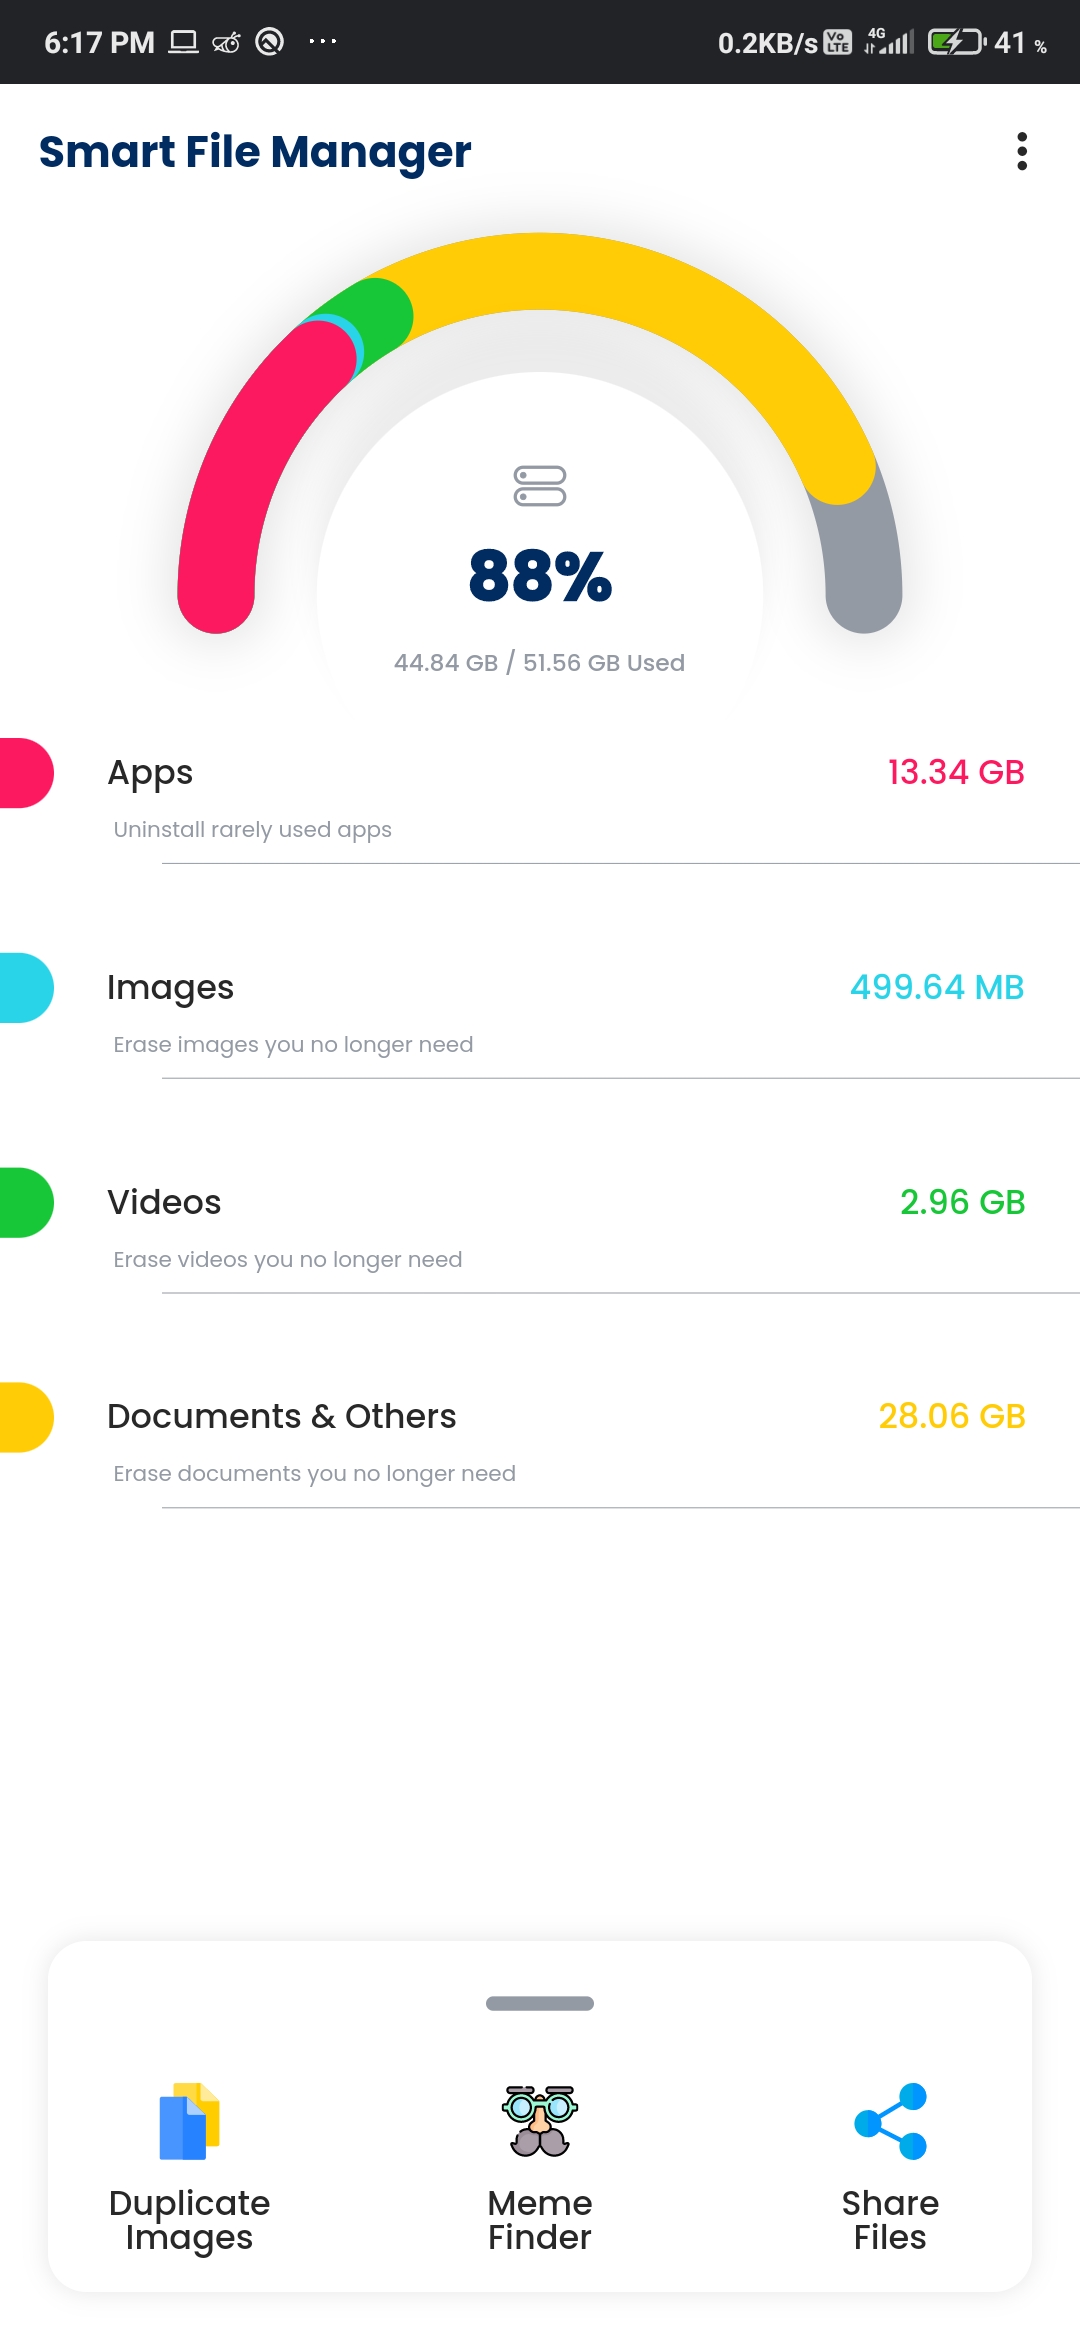 6:17 PM ... 0.2KB/s Vo LTE 4G 41 %
Smart File Manager
88%
44.84 GB / 51.56 GB Used
Apps 13.34 GB
Uninstall rarely used apps
Images 499.64 MB
Erase images you no longer need
Videos 2.96 GB
Erase videos you no longer need
Documents & Others 28.06 GB
Erase documents you no longer need
Duplicate Images
Meme Finder
Share Files